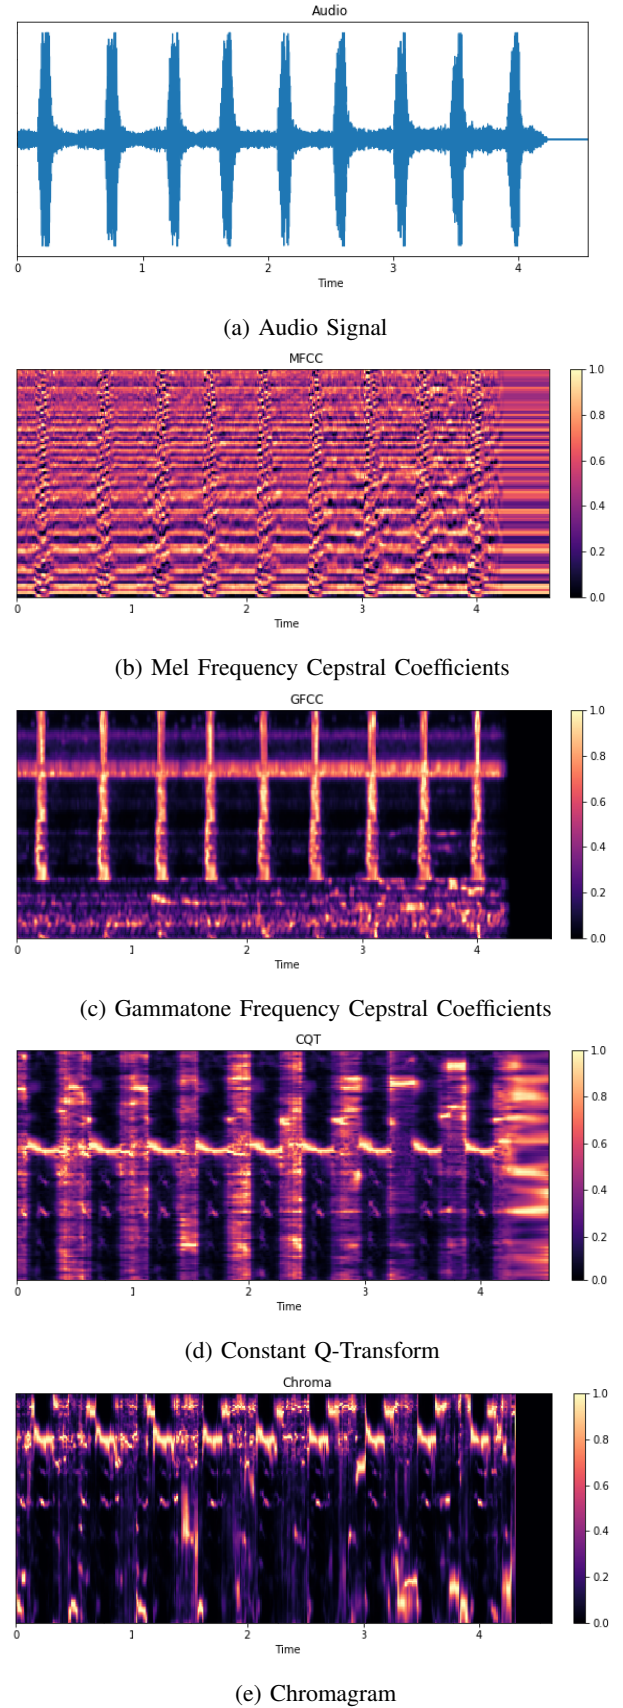 Audio
0 1 2 3 4
Time
(a) Audio Signal
MFCC
1.0
0.8
0.6
0.4
0.2
0.0
0 1 2 3 4
Time
(b) Mel Frequency Cepstral Coefficients
GFCC
1.0
0.8
0.6
0.4
0.2
0.0
0 1 2 3 4
Time
(c) Gammatone Frequency Cepstral Coefficients
CQT
1.0
0.8
0.6
0.4
0.2
0.0
0 1 2 3 4
Time
(d) Constant Q-Transform
Chroma
1.0
0.8
0.6
0.4
0.2
0.0
0 1 2 3 4
Time
(e) Chromagram